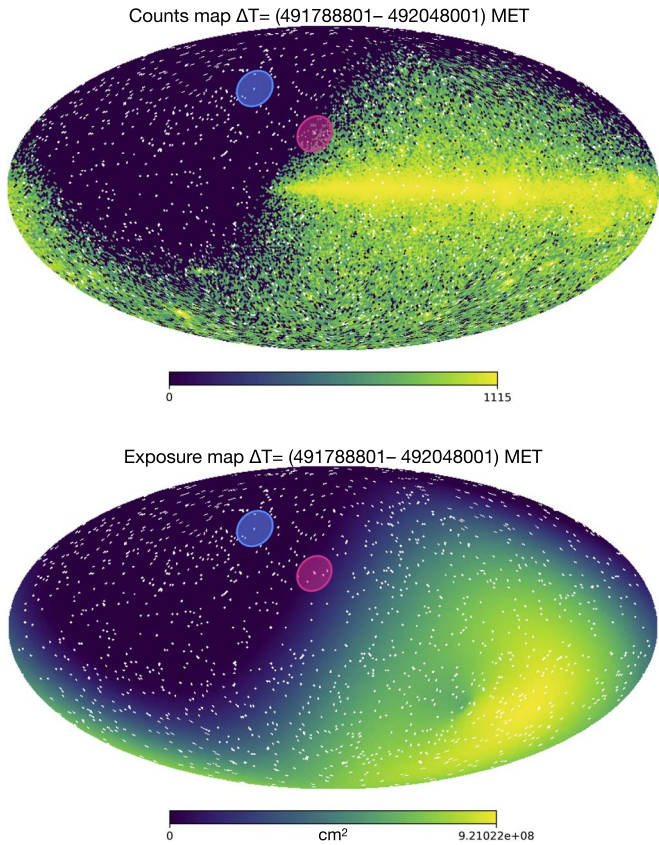 Counts map ΔT= (491788801– 492048001) MET
0
1115
Exposure map ΔT= (491788801– 492048001) MET
0
cm²
9.21022e+08